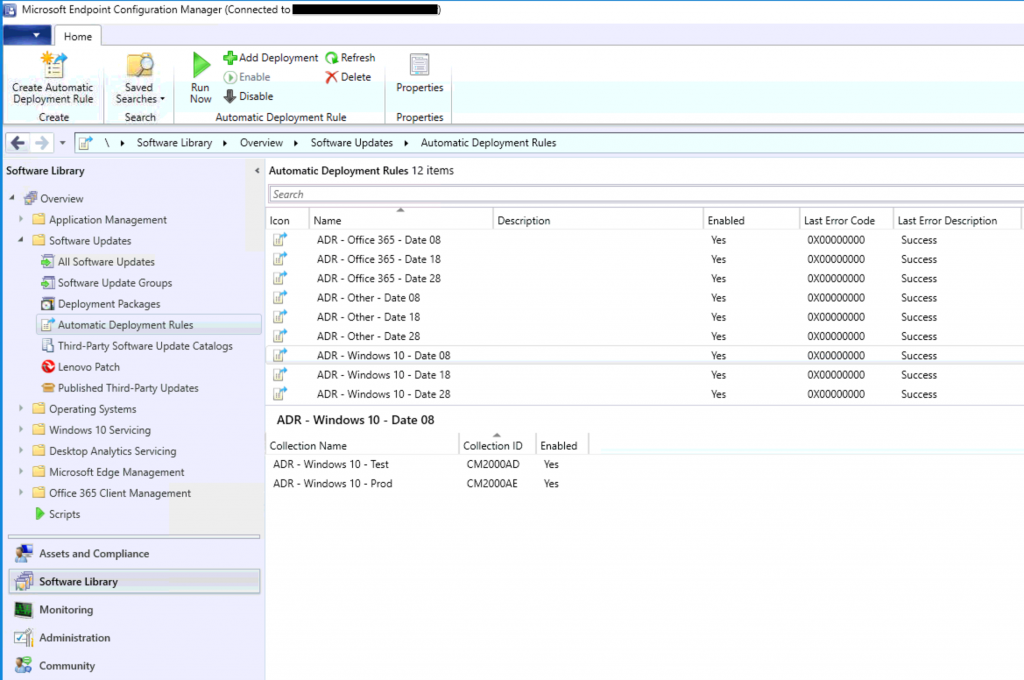 Microsoft Endpoint Configuration Manager (Connected to )
Home
Create Automatic Deployment Rule
Create
Saved Searches
Search
Run Now
Add Deployment
Enable
Disable
Refresh
Delete
Automatic Deployment Rule
Properties
Properties
\ Software Library Overview Software Updates Automatic Deployment Rules
Software Library
Overview
Application Management
Software Updates
All Software Updates
Software Update Groups
Deployment Packages
Automatic Deployment Rules
Third-Party Software Update Catalogs
Lenovo Patch
Published Third-Party Updates
Operating Systems
Windows 10 Servicing
Desktop Analytics Servicing
Microsoft Edge Management
Office 365 Client Management
Scripts
Assets and Compliance
Software Library
Monitoring
Administration
Community
Automatic Deployment Rules 12 items
Search
Icon Name Description Enabled Last Error Code Last Error Description
ADR - Office 365 - Date 08 Yes 0X00000000 Success
ADR - Office 365 - Date 18 Yes 0X00000000 Success
ADR - Office 365 - Date 28 Yes 0X00000000 Success
ADR - Other - Date 08 Yes 0X00000000 Success
ADR - Other - Date 18 Yes 0X00000000 Success
ADR - Other - Date 28 Yes 0X00000000 Success
ADR - Windows 10 - Date 08 Yes 0X00000000 Success
ADR - Windows 10 - Date 18 Yes 0X00000000 Success
ADR - Windows 10 - Date 28 Yes 0X00000000 Success
ADR - Windows 10 - Date 08
Collection Name Collection ID Enabled
ADR - Windows 10 - Test CM2000AD Yes
ADR - Windows 10 - Prod CM2000AE Yes